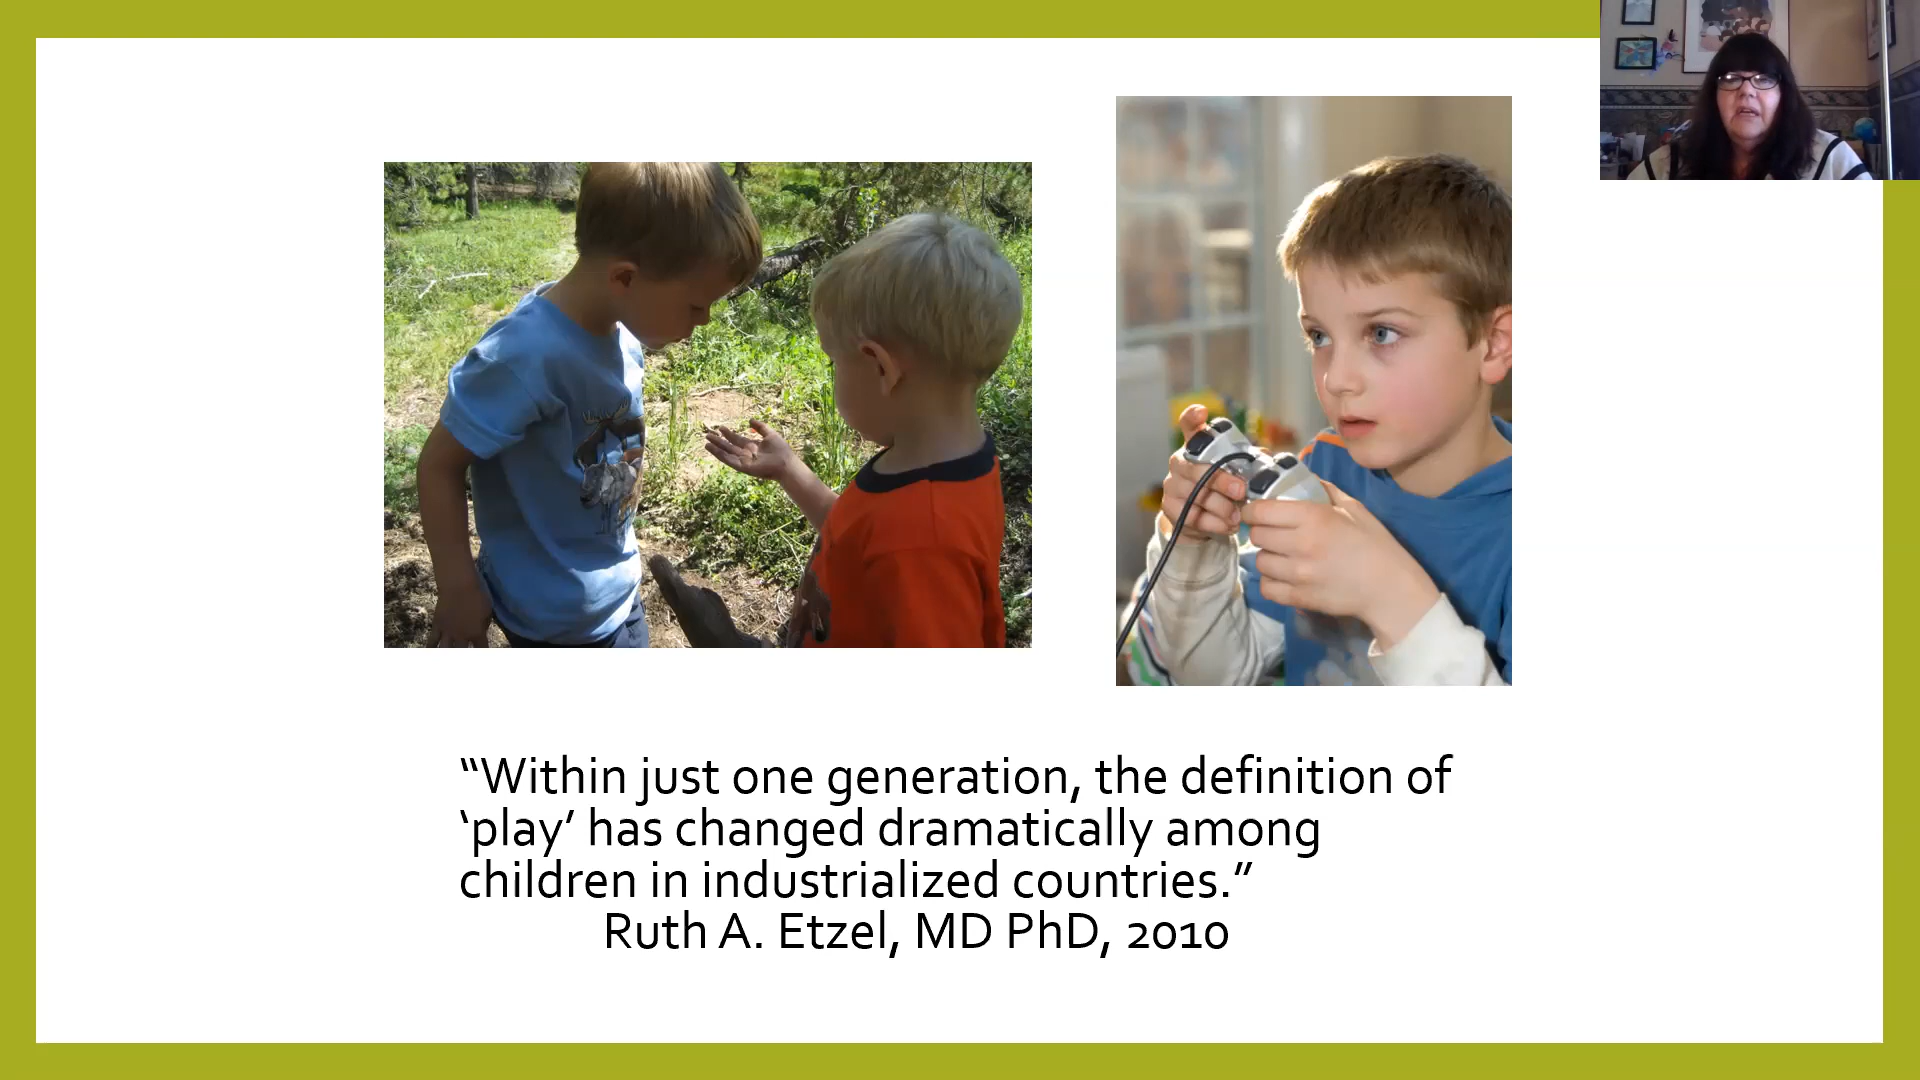 “Within just one generation, the definition of
‘play’ has changed dramatically among
children in industrialized countries.”
Ruth A. Etzel, MD PhD, 2010